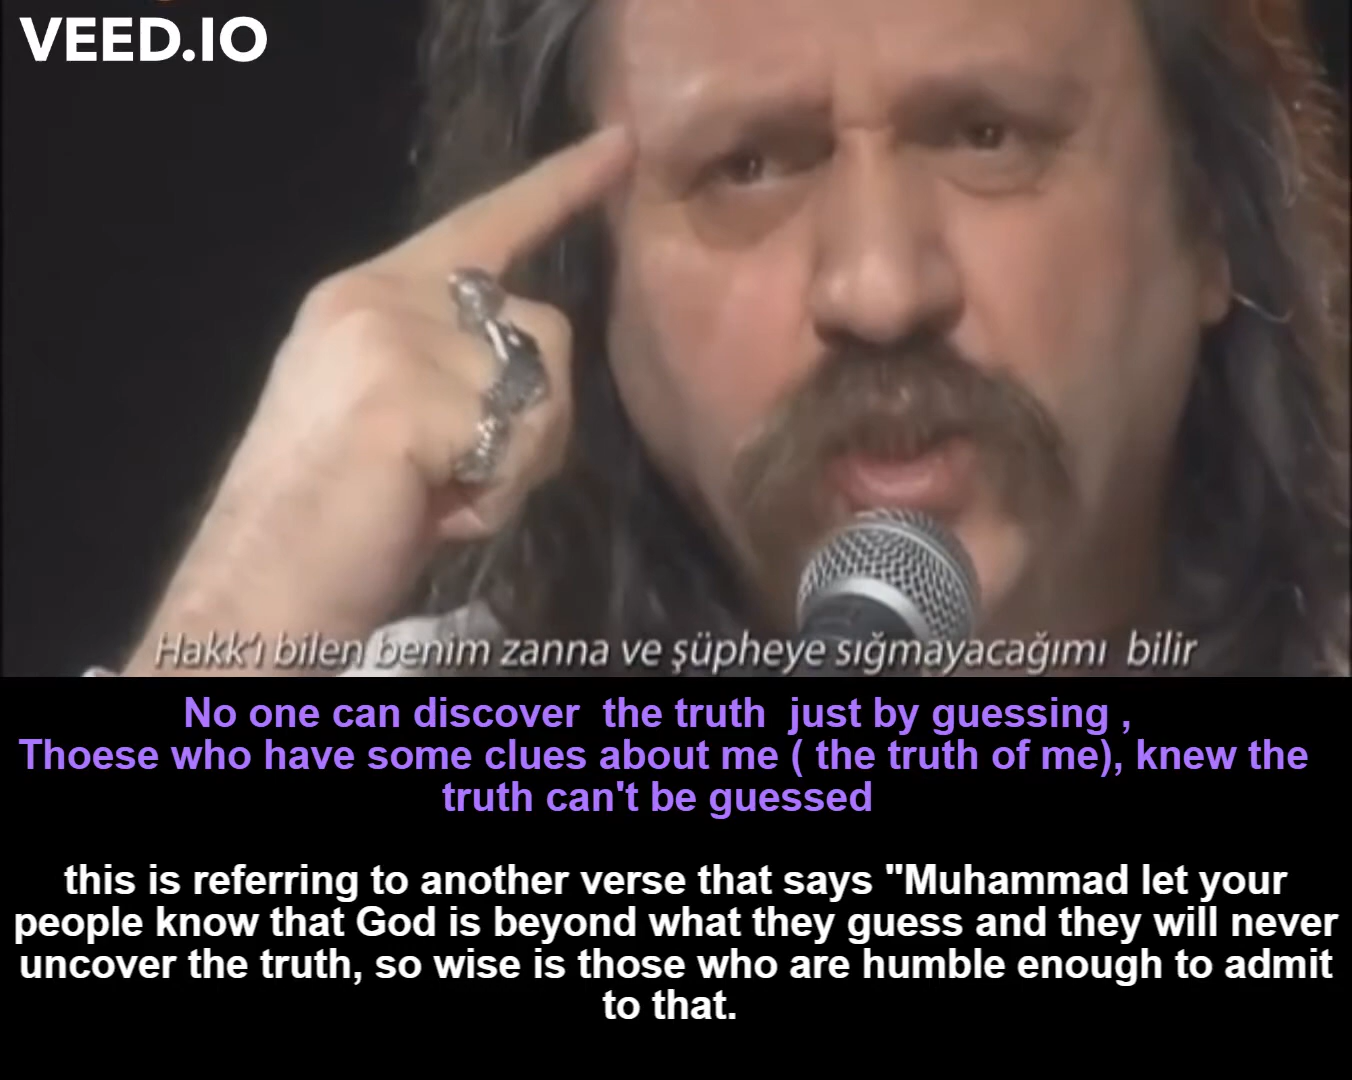 VEED.IO
Hakk'ı bilen benim zanna ve şüpheye sığmayacağımı bilir
No one can discover the truth just by guessing ,
Thoese who have some clues about me ( the truth of me), knew the
truth can't be guessed
this is referring to another verse that says "Muhammad let your
people know that God is beyond what they guess and they will never
uncover the truth, so wise is those who are humble enough to admit
to that.